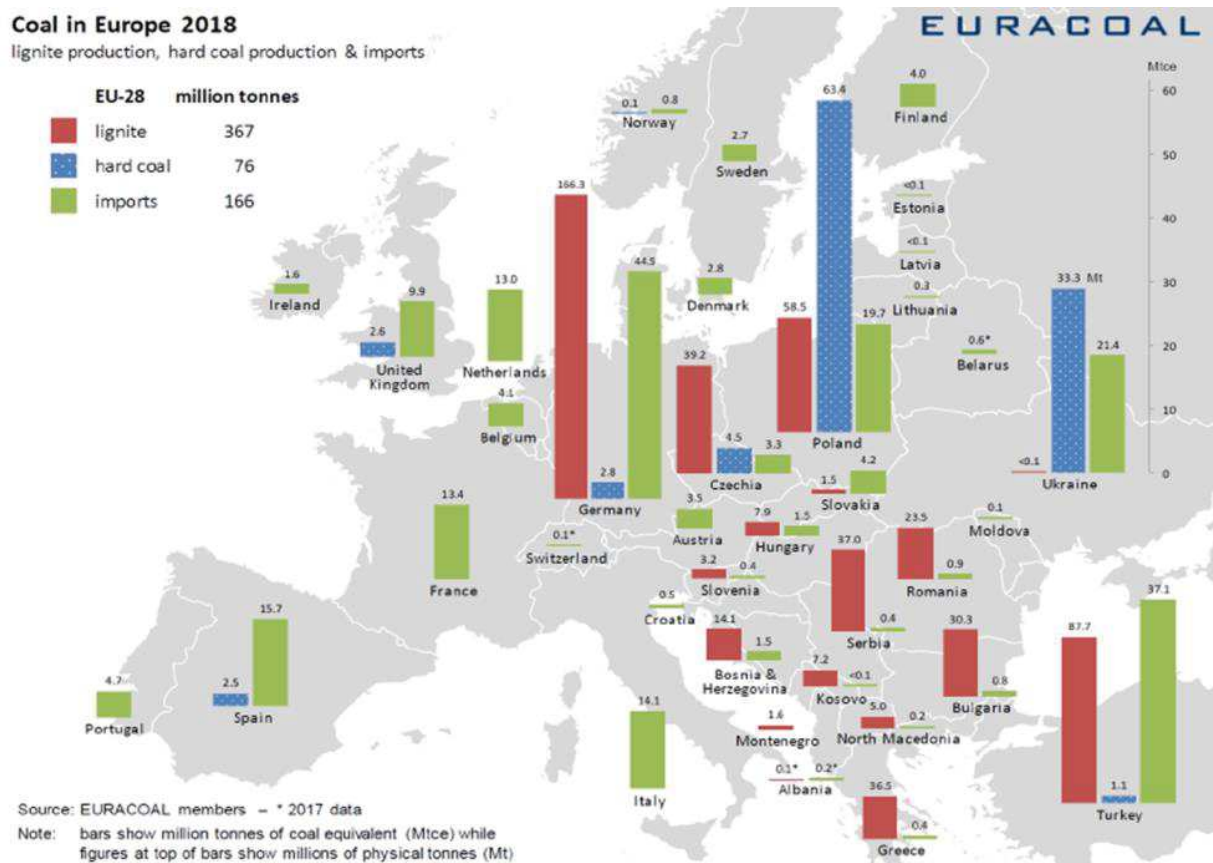 Coal in Europe 2018
lignite production, hard coal production & imports
EURACOAL
EU-28 million tonnes
lignite 367
hard coal 76
imports 166
Mtce
60
50
40
30
20
10
0
0.1 0.8
Norway
2.7
Sweden
4.0
Finland
<0.1
Estonia
<0.1
Latvia
0.3
Lithuania
0.6*
Belarus
1.6
Ireland
2.6 9.9
United
Kingdom
13.0
Netherlands
4.1
Belgium
166.3 2.8 44.5
Germany
2.8
Denmark
58.5 63.4 19.7
Poland
39.2 4.5 3.3
Czechia
1.5 4.2
Slovakia
<0.1 33.3 Mt 21.4
Ukraine
13.4
France
0.1*
Switzerland
3.5
Austria
7.9 1.5
Hungary
0.1
Moldova
3.2 0.4
Slovenia
23.5 0.9
Romania
0.5
Croatia
37.0 0.4
Serbia
14.1 1.5
Bosnia &
Herzegovina
7.2 <0.1
Kosovo
30.3 0.8
Bulgaria
4.7
Portugal
2.5 15.7
Spain
14.1
Italy
1.6
Montenegro
5.0 0.2
North Macedonia
0.1* 0.2*
Albania
36.5 0.4
Greece
87.7 1.1 37.1
Turkey
Source: EURACOAL members – * 2017 data
Note: bars show million tonnes of coal equivalent (Mtce) while
figures at top of bars show millions of physical tonnes (Mt)